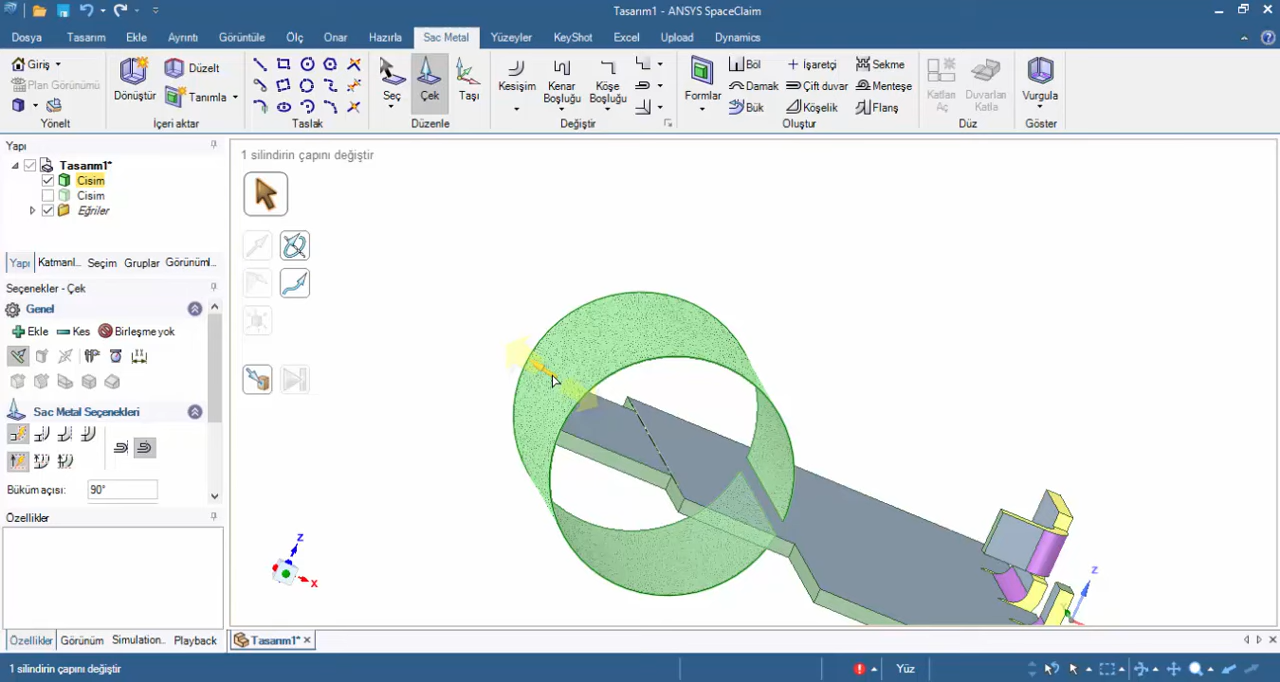 Tasarım1 - ANSYS SpaceClaim
Dosya Tasarım Ekle Ayrıntı Görüntüle Ölç Onar Hazırla Sac Metal Yüzeyler KeyShot Excel Upload Dynamics
Giriş
Plan Görünümü
Yönelt
Dönüştür
Düzelt
Tanımla
İçeri aktar
Taslak
Seç
Çek
Taşı
Düzenle
Kesişim
Kenar Boşluğu
Köşe Boşluğu
Değiştir
Formlar
Böl
Damak
Bük
İşaretçi
Çift duvar
Köşelik
Sekme
Menteşe
Flanş
Oluştur
Katları Aç
Duvarları Katla
Düz
Vurgula
Göster
Yapı
Tasarım1*
Cisim
Cisim
Eğriler
Yapı Katmanl... Seçim Gruplar Görünüml...
Seçenekler - Çek
Genel
Ekle Kes Birleşme yok
Sac Metal Seçenekleri
Büküm açısı: 90°
Özellikler
Özellikler Görünüm Simulation... Playback
1 silindirin çapını değiştir
Z
X
Z
Tasarım1*
1 silindirin çapını değiştir
Yüz